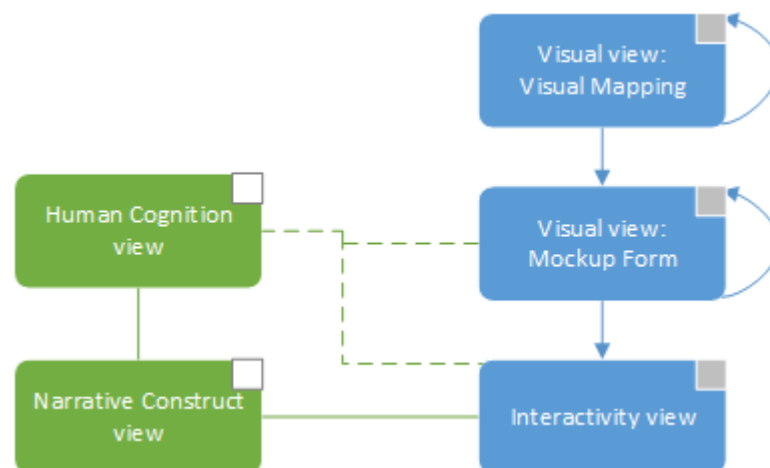 Visual view:
Visual Mapping
Human Cognition
view
Visual view:
Mockup Form
Narrative Construct
view
Interactivity view